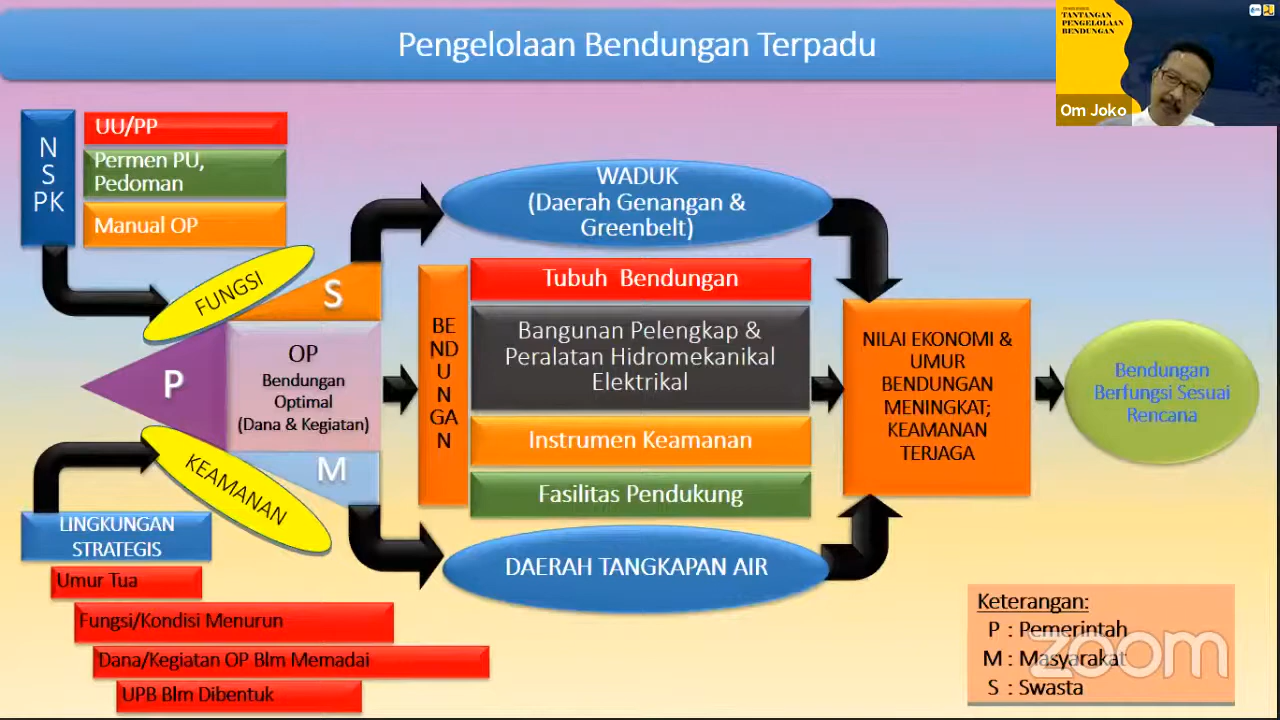 Pengelolaan Bendungan Terpadu
TANTANGAN
PENGELOLAAN
BENDUNGAN
Om Joko
N
S
PK
UU/PP
Permen PU,
Pedoman
Manual OP
FUNGSI
S
P
OP
Bendungan
Optimal
(Dana & Kegiatan)
M
KEAMANAN
LINGKUNGAN
STRATEGIS
Umur Tua
Fungsi/Kondisi Menurun
Dana/Kegiatan OP Blm Memadai
UPB Blm Dibentuk
WADUK
(Daerah Genangan &
Greenbelt)
BE
ND
U
N
GA
N
Tubuh Bendungan
Bangunan Pelengkap &
Peralatan Hidromekanikal
Elektrikal
Instrumen Keamanan
Fasilitas Pendukung
DAERAH TANGKAPAN AIR
NILAI EKONOMI &
UMUR
BENDUNGAN
MENINGKAT;
KEAMANAN
TERJAGA
Bendungan
Berfungsi Sesuai
Rencana
Keterangan:
P : Pemerintah
M : Masyarakat
S : Swasta
zoom